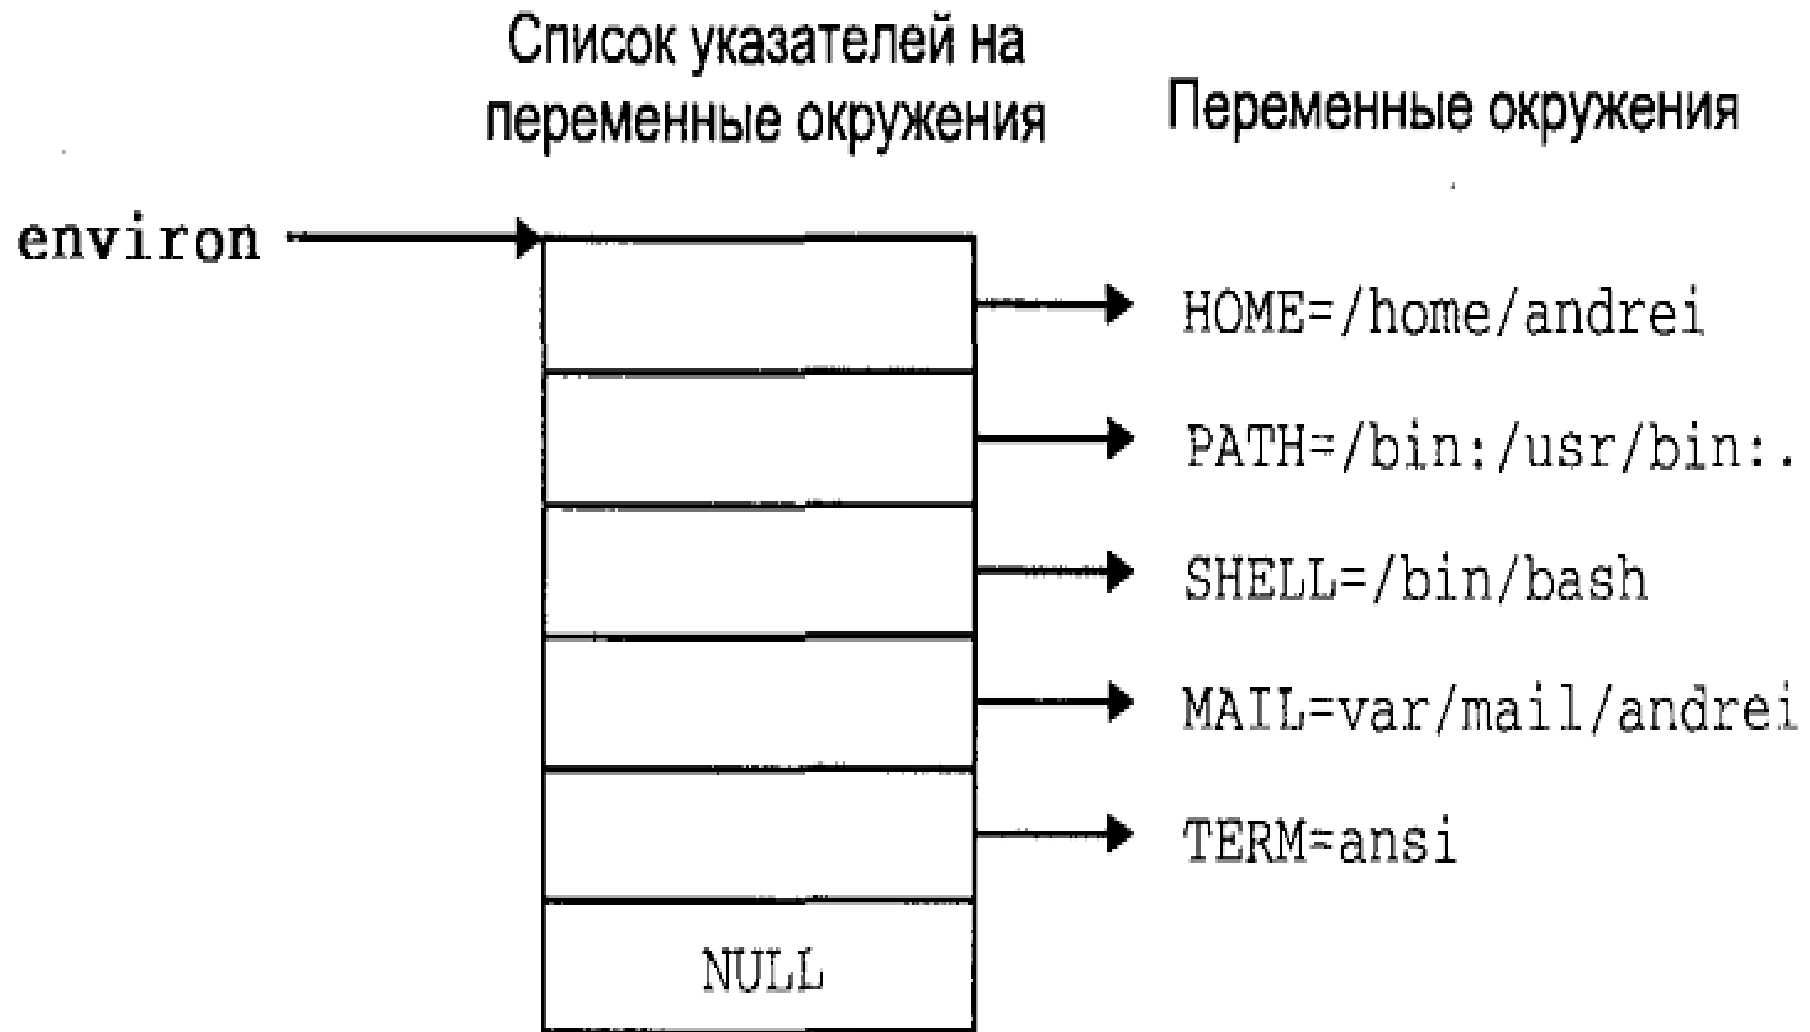 Список указателей на
переменные окружения
Переменные окружения
environ
HOME=/home/andrei
PATH=/bin:/usr/bin:.
SHELL=/bin/bash
MAIL=var/mail/andrei
TERM=ansi
NULL